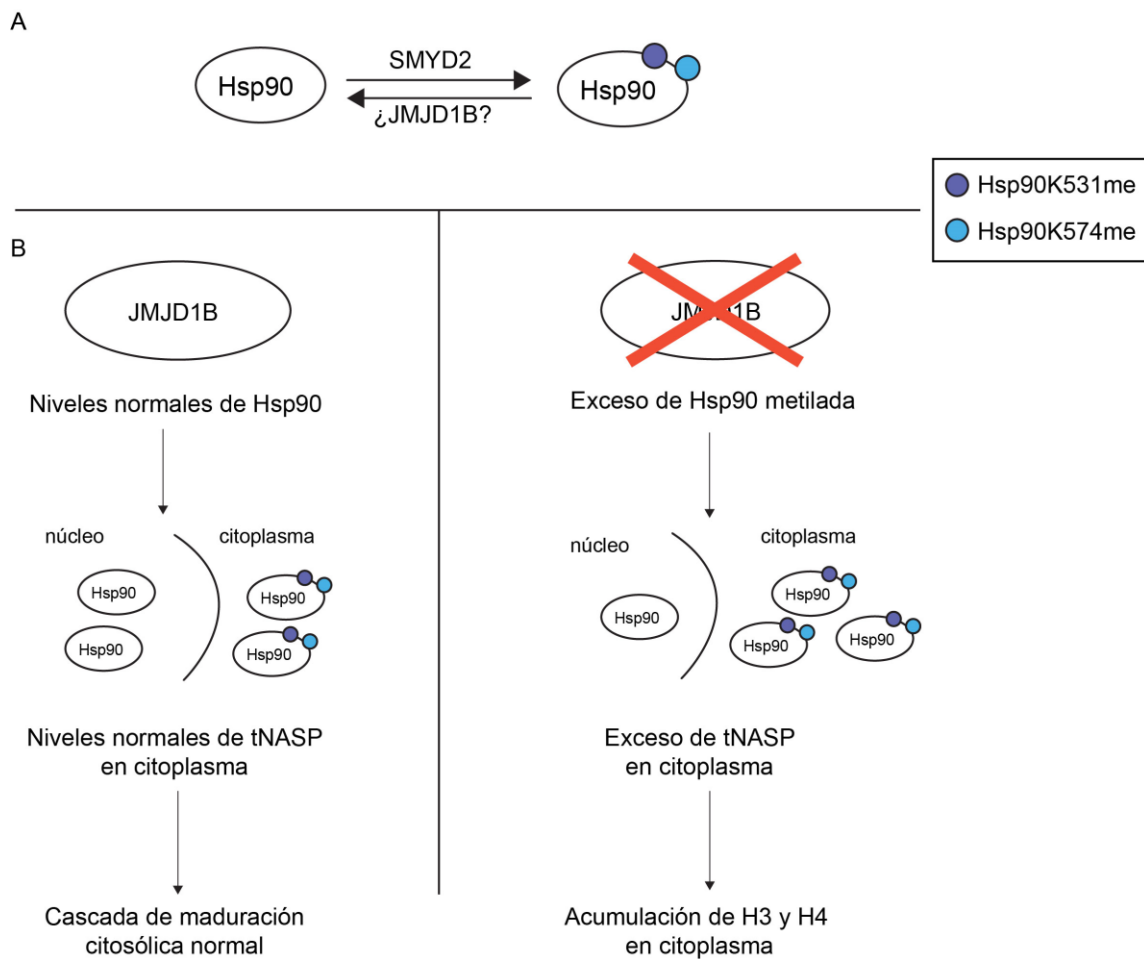 A
Hsp90
SMYD2
¿JMJD1B?
Hsp90
Hsp90K531me
Hsp90K574me
B
JMJD1B
Niveles normales de Hsp90
núcleo
citoplasma
Hsp90
Hsp90
Hsp90
Hsp90
Niveles normales de tNASP
en citoplasma
Cascada de maduración
citosólica normal
JMJD1B
Exceso de Hsp90 metilada
núcleo
citoplasma
Hsp90
Hsp90
Hsp90
Hsp90
Exceso de tNASP
en citoplasma
Acumulación de H3 y H4
en citoplasma